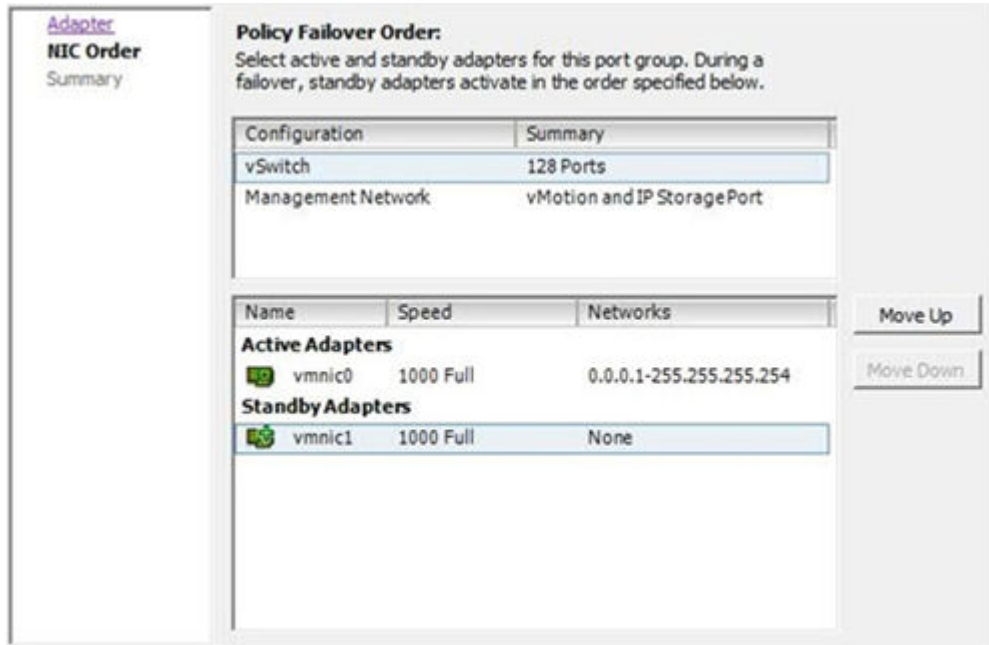 Adapter
NIC Order
Summary
Policy Failover Order:
Select active and standby adapters for this port group. During a
failover, standby adapters activate in the order specified below.
Configuration Summary
vSwitch 128 Ports
Management Network vMotion and IP Storage Port
Name Speed Networks
Active Adapters
vmnic0 1000 Full 0.0.0.1-255.255.255.254
Standby Adapters
vmnic1 1000 Full None
Move Up
Move Down